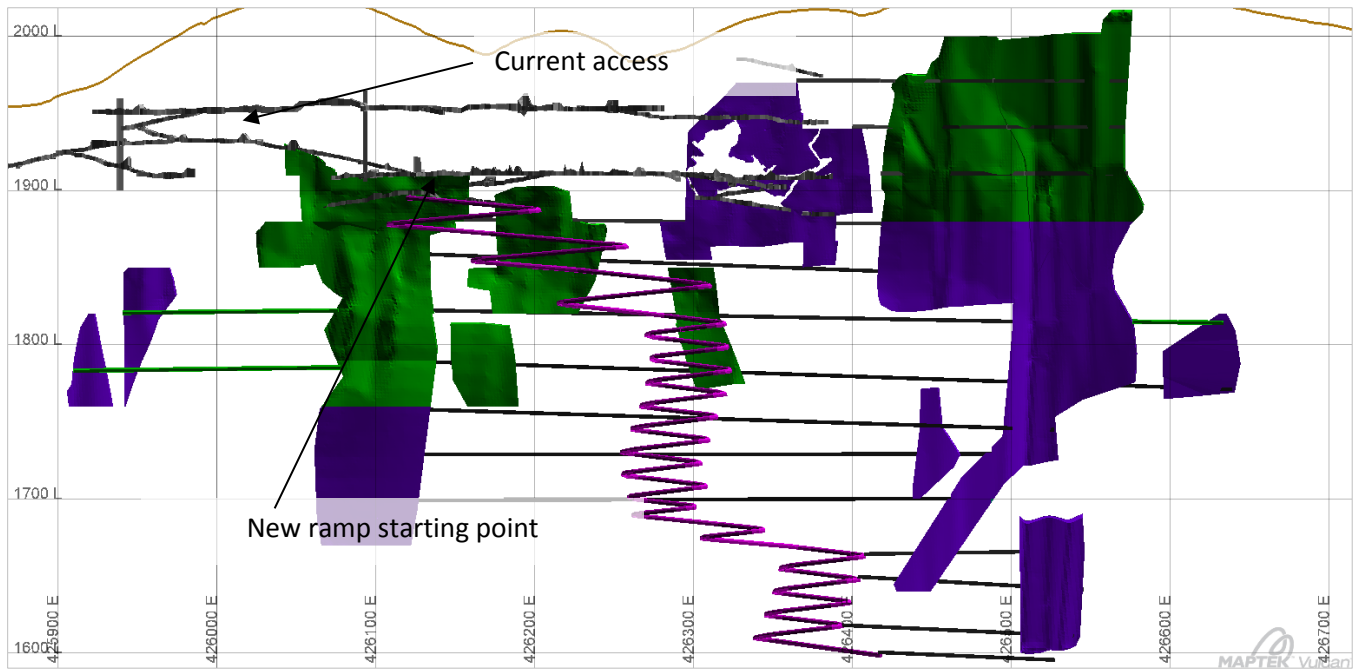 2000 L
Current access
1900 L
1800 L
1700 L
New ramp starting point
1600 L
425900 E
426000 E
426100 E
426200 E
426300 E
426400 E
426500 E
426600 E
426700 E
MAPTEK Vulcan